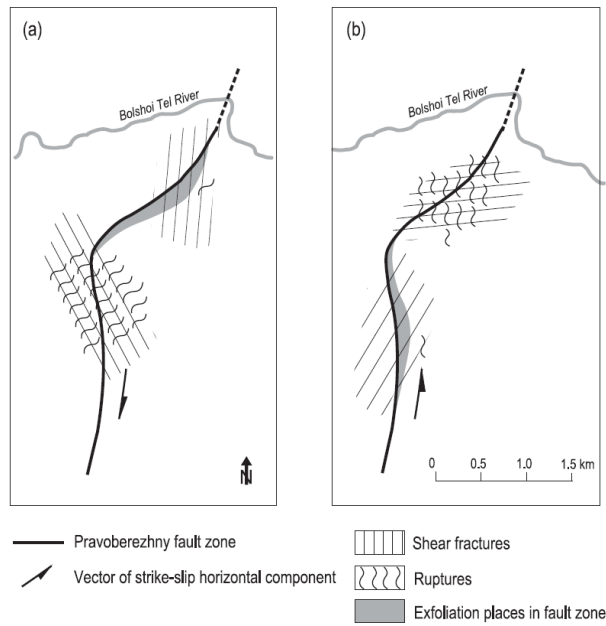 (a)
Bolshoi Tel River
N
(b)
Bolshoi Tel River
0 0.5 1.0 1.5 km
Pravoberezhny fault zone
Vector of strike-slip horizontal component
Shear fractures
Ruptures
Exfoliation places in fault zone